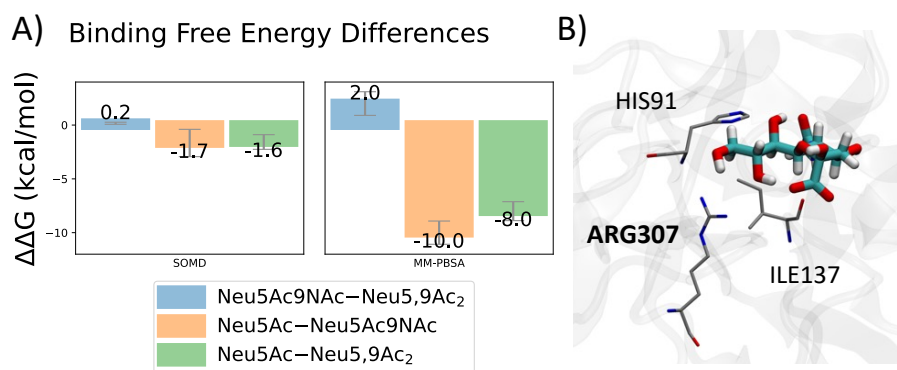 A) Binding Free Energy Differences
ΔΔG (kcal/mol)
0
−5
−10
0.2
-1.7
-1.6
SOMD
2.0
-10.0
-8.0
MM-PBSA
Neu5Ac9NAc−Neu5,9Ac₂
Neu5Ac−Neu5Ac9NAc
Neu5Ac−Neu5,9Ac₂
B)
HIS91
ARG307
ILE137